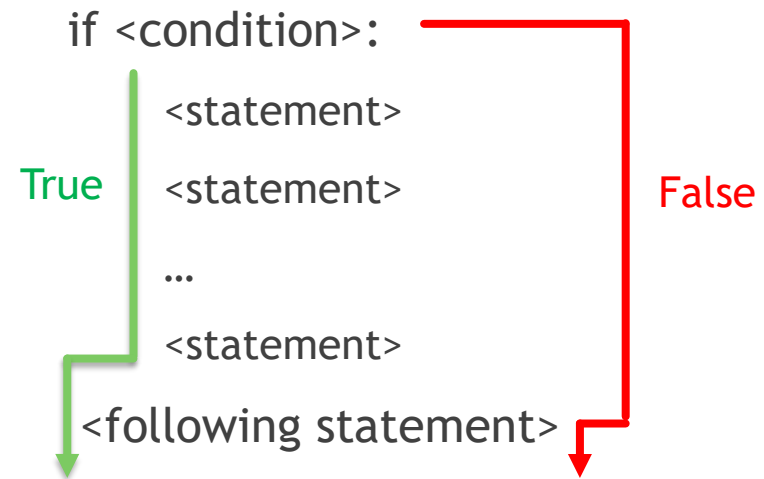 if <condition>:
<statement>
True <statement> False
…
<statement>
<following statement>